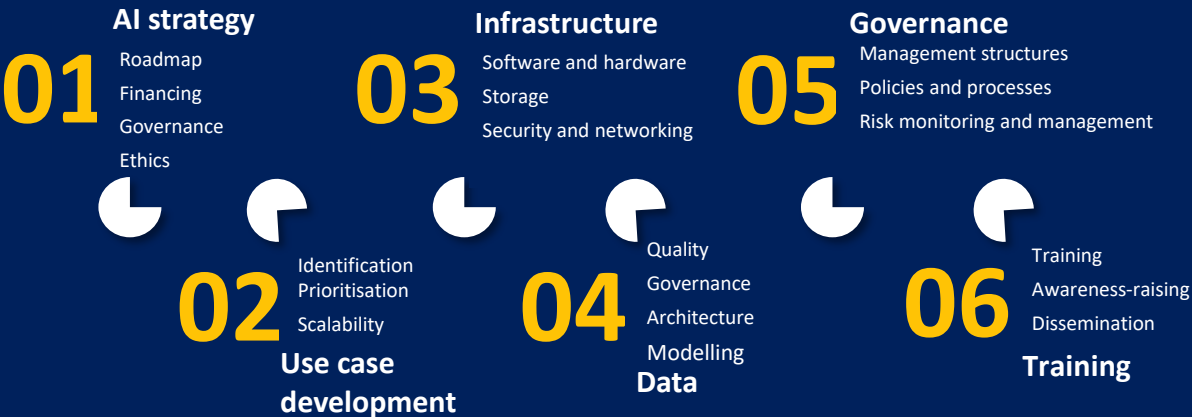 AI strategy
01
Roadmap
Financing
Governance
Ethics
Infrastructure
03
Software and hardware
Storage
Security and networking
Governance
05
Management structures
Policies and processes
Risk monitoring and management
02
Identification
Prioritisation
Scalability
Use case
development
04
Quality
Governance
Architecture
Modelling
Data
06
Training
Awareness-raising
Dissemination
Training